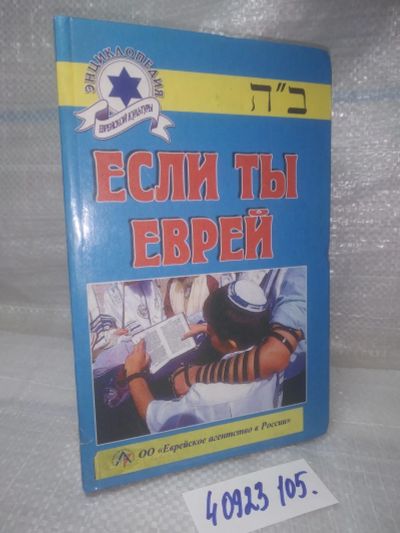 ЭНЦИКЛОПЕДИЯ
ЕВРЕЙСКОЙ КУЛЬТУРЫ
ב"ה
ЕСЛИ ТЫ
ЕВРЕЙ
ОО «Еврейское агентство в России»
40923 105.